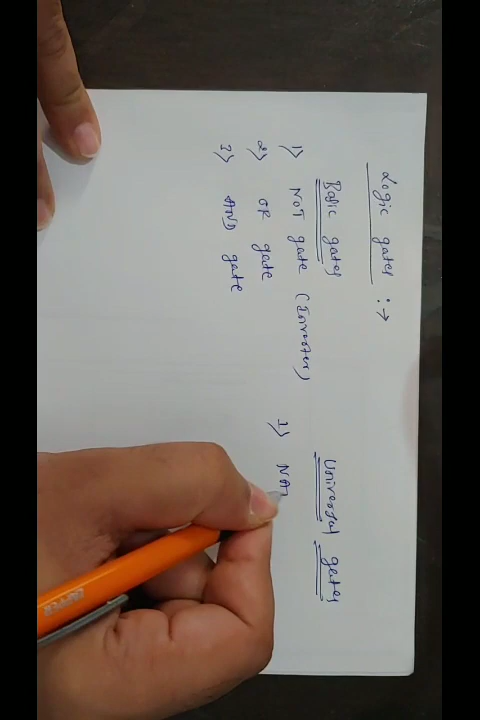 Logic gates :→
Basic gates
1) NOT gate (Inverter)
2) OR gate
3) AND gate
Universal gates
1) NA